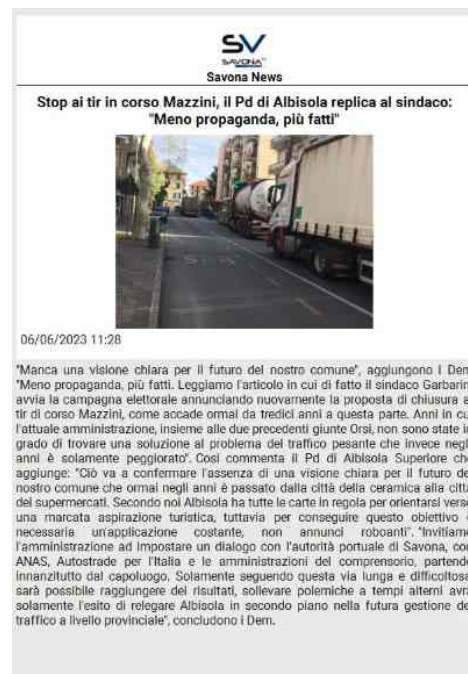 SV
SAVONA
Savona News
Stop ai tir in corso Mazzini, il Pd di Albisola replica al sindaco:
"Meno propaganda, più fatti"
06/06/2023 11:28
"Manca una visione chiara per il futuro del nostro comune", aggiungono I Dem
"Meno propaganda, più fatti. Leggiamo l'articolo in cui di fatto il sindaco Garbarin
avvia la campagna elettorale annunciando nuovamente la proposta di chiusura a
tir di corso Mazzini, come accade ormai da tredici anni a questa parte. Anni in cu
l'attuale amministrazione, insieme alle due precedenti giunte Orsi, non sono state in
grado di trovare una soluzione al problema del traffico pesante che invece negl
anni è solamente peggiorato". Così commenta il Pd di Albisola Superiore che
aggiunge: "Ciò va a confermare l'assenza di una visione chiara per il futuro de
nostro comune che ormai negli anni è passato dalla città della ceramica alla citt
dei supermercati. Secondo noi Albisola ha tutte le carte in regola per orientarsi verso
una marcata aspirazione turistica, tuttavia per conseguire questo obiettivo
necessaria un'applicazione costante, non annunci roboanti". "Invitiamo
l'amministrazione ad impostare un dialogo con l'autorità portuale di Savona, con
ANAS, Autostrade per l'Italia e le amministrazioni del comprensorio, partendo
innanzitutto dal capoluogo. Solamente seguendo questa via lunga e difficoltosa
sarà possibile raggiungere dei risultati, sollevare polemiche a tempi alterni avrà
solamente l'esito di relegare Albisola in secondo piano nella futura gestione de
traffico a livello provinciale", concludono i Dem.